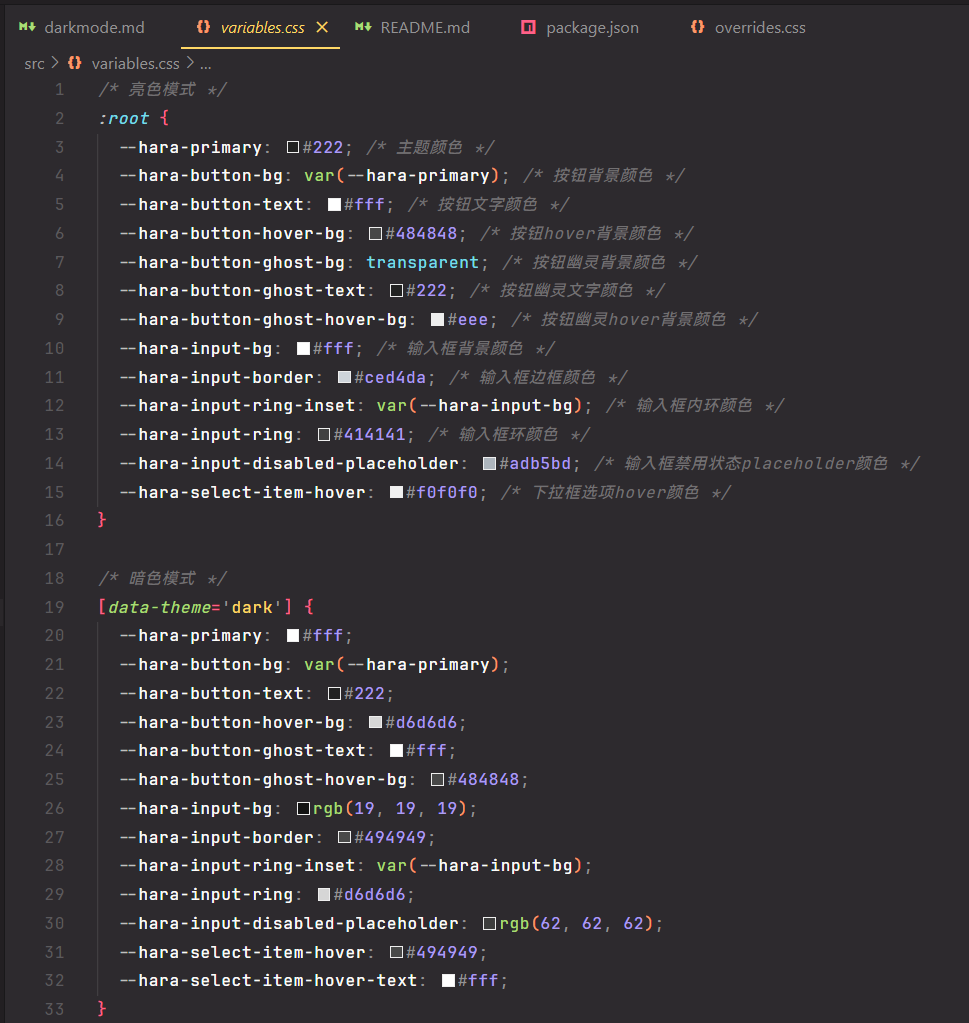 darkmode.md variables.css README.md package.json overrides.css
src > variables.css > ...
1 /* 亮色模式 */
2 :root {
3 --hara-primary: #222; /* 主题颜色 */
4 --hara-button-bg: var(--hara-primary); /* 按钮背景颜色 */
5 --hara-button-text: #fff; /* 按钮文字颜色 */
6 --hara-button-hover-bg: #484848; /* 按钮hover背景颜色 */
7 --hara-button-ghost-bg: transparent; /* 按钮幽灵背景颜色 */
8 --hara-button-ghost-text: #222; /* 按钮幽灵文字颜色 */
9 --hara-button-ghost-hover-bg: #eee; /* 按钮幽灵hover背景颜色 */
10 --hara-input-bg: #fff; /* 输入框背景颜色 */
11 --hara-input-border: #ced4da; /* 输入框边框颜色 */
12 --hara-input-ring-inset: var(--hara-input-bg); /* 输入框内环颜色 */
13 --hara-input-ring: #414141; /* 输入框环颜色 */
14 --hara-input-disabled-placeholder: #adb5bd; /* 输入框禁用状态placeholder颜色 */
15 --hara-select-item-hover: #f0f0f0; /* 下拉框选项hover颜色 */
16 }
17
18 /* 暗色模式 */
19 [data-theme='dark'] {
20 --hara-primary: #fff;
21 --hara-button-bg: var(--hara-primary);
22 --hara-button-text: #222;
23 --hara-button-hover-bg: #d6d6d6;
24 --hara-button-ghost-text: #fff;
25 --hara-button-ghost-hover-bg: #484848;
26 --hara-input-bg: rgb(19, 19, 19);
27 --hara-input-border: #494949;
28 --hara-input-ring-inset: var(--hara-input-bg);
29 --hara-input-ring: #d6d6d6;
30 --hara-input-disabled-placeholder: rgb(62, 62, 62);
31 --hara-select-item-hover: #494949;
32 --hara-select-item-hover-text: #fff;
33 }